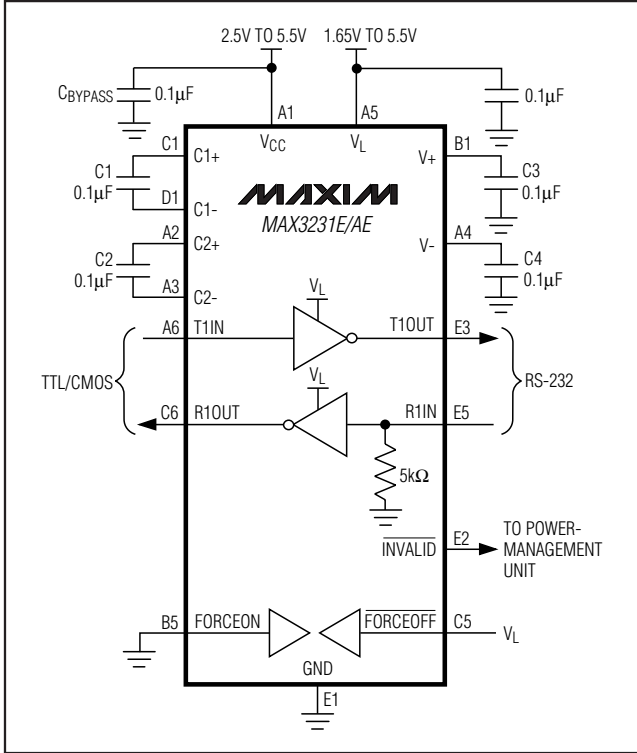 2.5V TO 5.5V 1.65V TO 5.5V
CBYPASS 0.1µF 0.1µF
A1 A5
VCC VL
C1 C1+ V+ B1
C1 0.1µF C3 0.1µF
D1 C1-
MAXIM
MAX3231E/AE
A2 C2+ V- A4
C2 0.1µF C4 0.1µF
A3 C2-
VL
A6 T1IN T1OUT E3
TTL/CMOS RS-232
VL
C6 R1OUT R1IN E5
5kΩ
INVALID E2 TO POWER-
MANAGEMENT
UNIT
B5 FORCEON FORCEOFF C5 VL
GND
E1